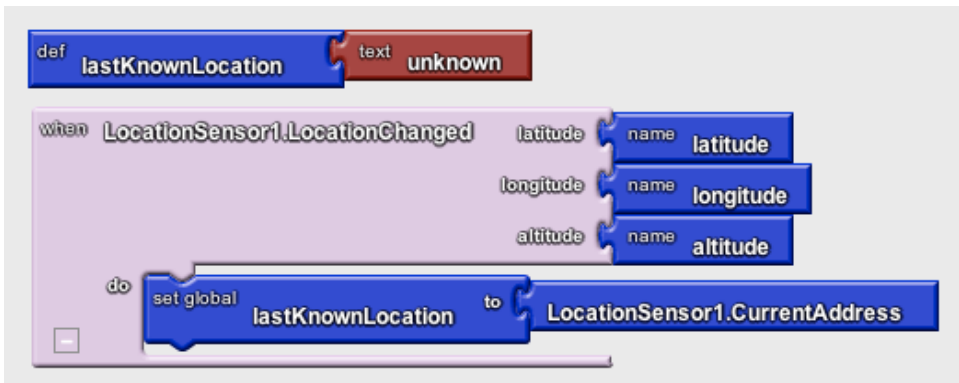 def lastKnownLocation text unknown
when LocationSensor1.LocationChanged latitude name latitude
longitude name longitude
altitude name altitude
do set global lastKnownLocation to LocationSensor1.CurrentAddress